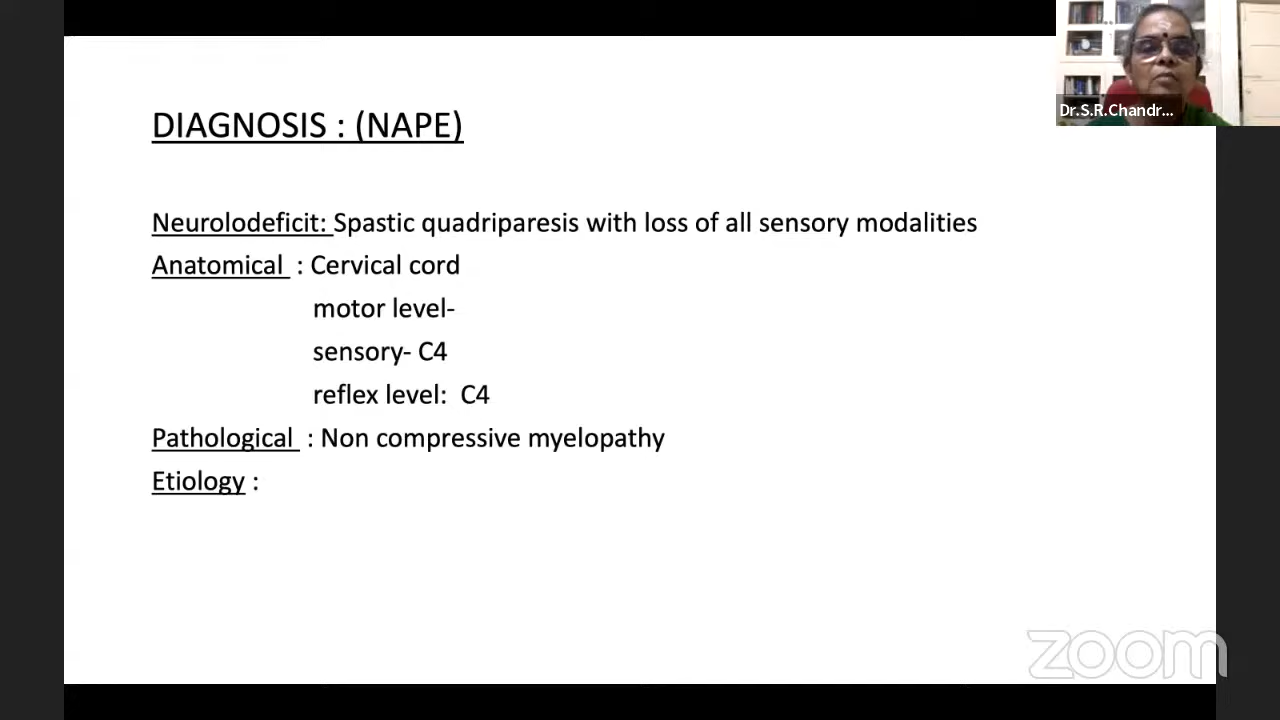 DIAGNOSIS : (NAPE)
Neurolodeficit: Spastic quadriparesis with loss of all sensory modalities
Anatomical : Cervical cord
motor level-
sensory- C4
reflex level: C4
Pathological : Non compressive myelopathy
Etiology :
Dr.S.R.Chandr...
zoom